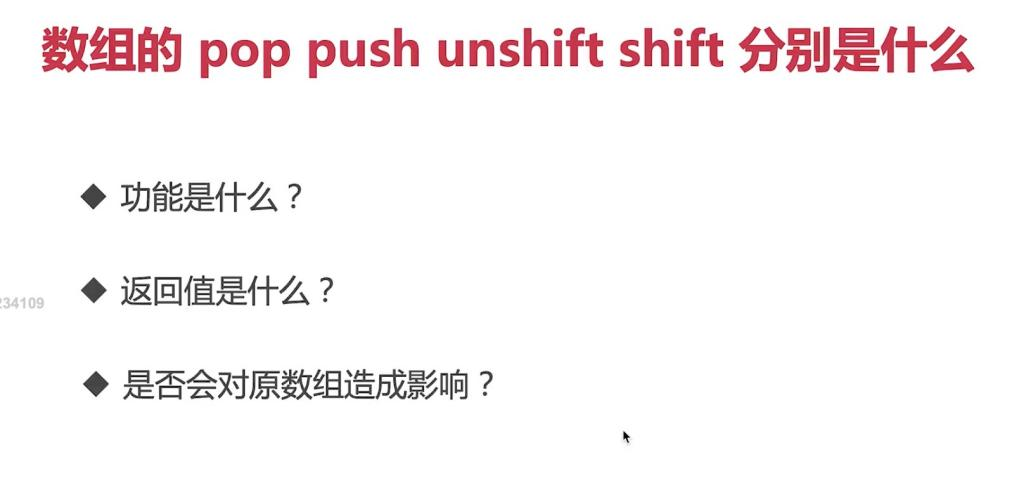 数组的 pop push unshift shift 分别是什么
◆ 功能是什么？
◆ 返回值是什么？
234109
◆ 是否会对原数组造成影响？